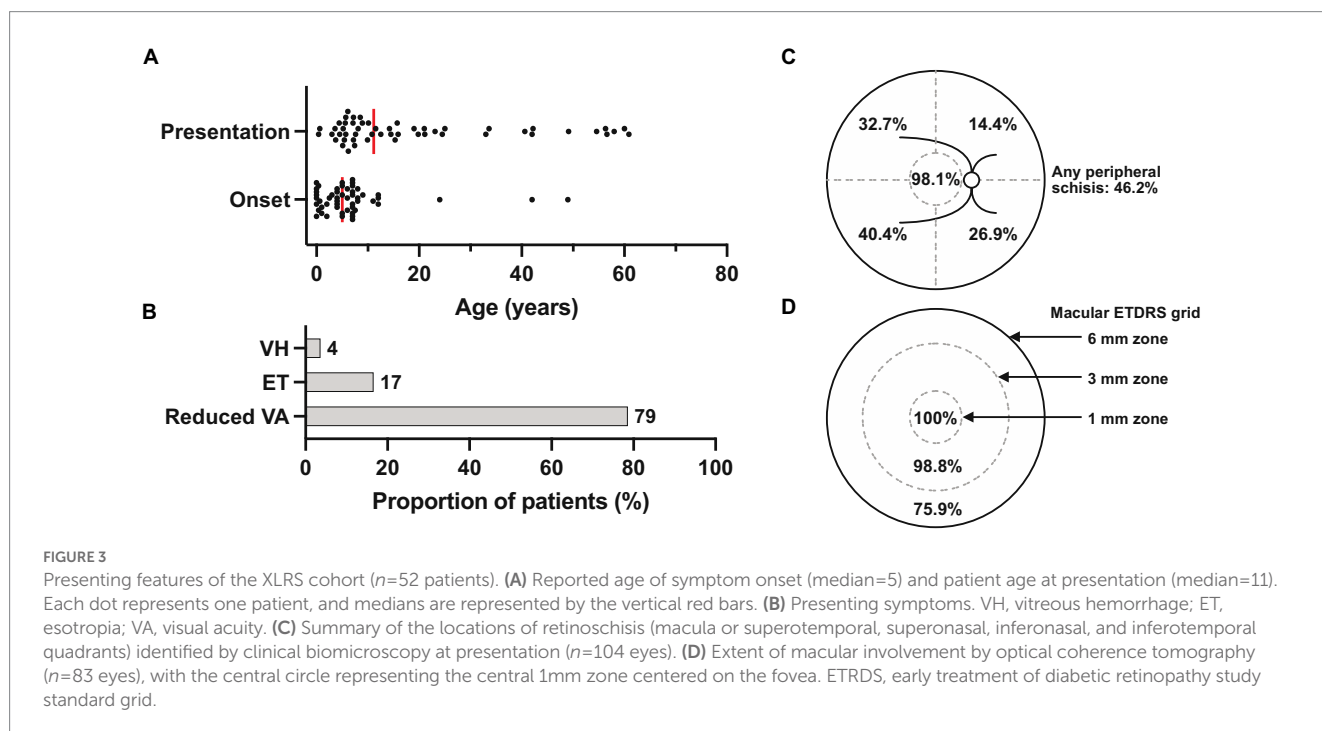 A
Presentation
Onset
0 20 40 60 80
Age (years)
B
VH 4
ET 17
Reduced VA 79
0 20 40 60 80 100
Proportion of patients (%)
C
32.7% 14.4%
98.1%
Any peripheral
schisis: 46.2%
40.4% 26.9%
D
Macular ETDRS grid
6 mm zone
3 mm zone
100% 1 mm zone
98.8%
75.9%
FIGURE 3
Presenting features of the XLRS cohort (n=52 patients). (A) Reported age of symptom onset (median=5) and patient age at presentation (median=11).
Each dot represents one patient, and medians are represented by the vertical red bars. (B) Presenting symptoms. VH, vitreous hemorrhage; ET,
esotropia; VA, visual acuity. (C) Summary of the locations of retinoschisis (macula or superotemporal, superonasal, inferonasal, and inferotemporal
quadrants) identified by clinical biomicroscopy at presentation (n=104 eyes). (D) Extent of macular involvement by optical coherence tomography
(n=83 eyes), with the central circle representing the central 1mm zone centered on the fovea. ETRDS, early treatment of diabetic retinopathy study
standard grid.